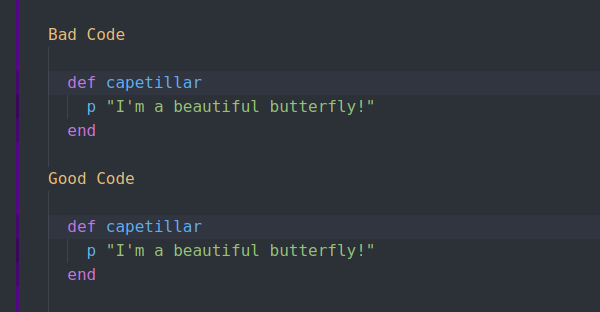 Bad Code
def capetillar
p "I'm a beautiful butterfly!"
end
Good Code
def capetillar
p "I'm a beautiful butterfly!"
end